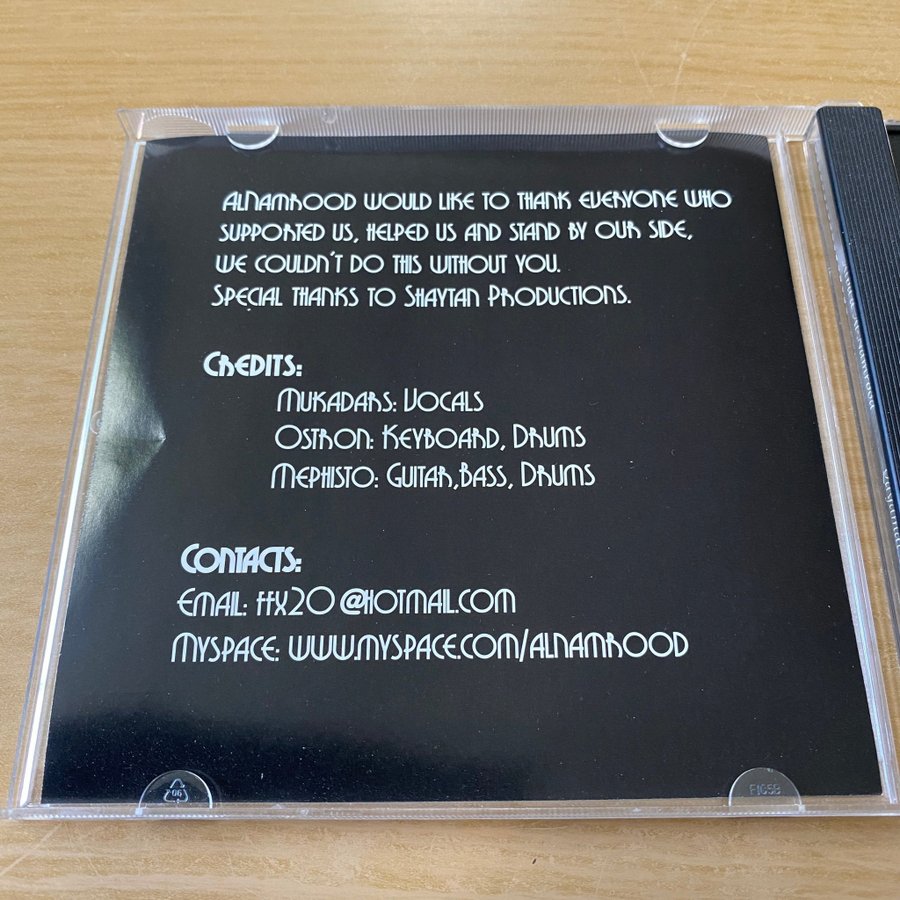 AlNamrood would like to thank everyone who
supported us, helped us and stand by our side,
we couldn't do this without you.
Special thanks to Shaytan Productions.
Credits:
Mukadars: Vocals
Ostron: Keyboard, Drums
Mephisto: Guitar,Bass, Drums
Contacts:
Email: ffx20@hotmail.com
Myspace: www.myspace.com/alnamrood